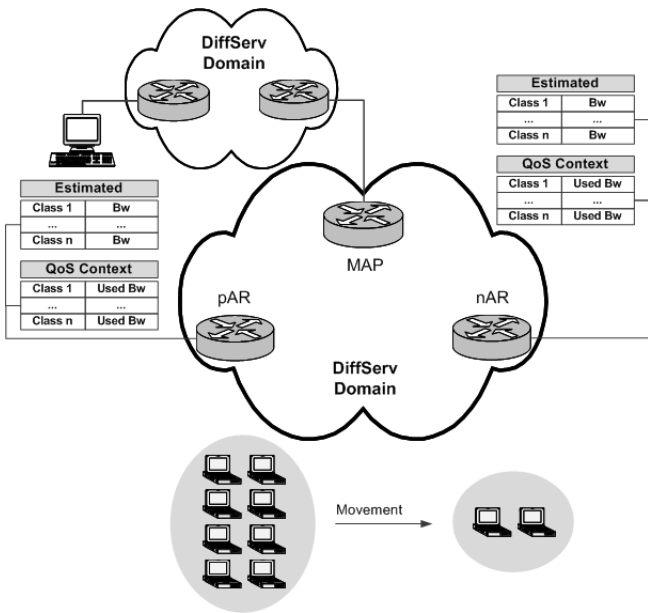 DiffServ
Domain
Estimated
Class 1 Bw
... ...
Class n Bw
QoS Context
Class 1 Used Bw
... ...
Class n Used Bw
Estimated
Class 1 Bw
... ...
Class n Bw
QoS Context
Class 1 Used Bw
... ...
Class n Used Bw
MAP
pAR
nAR
DiffServ
Domain
Movement